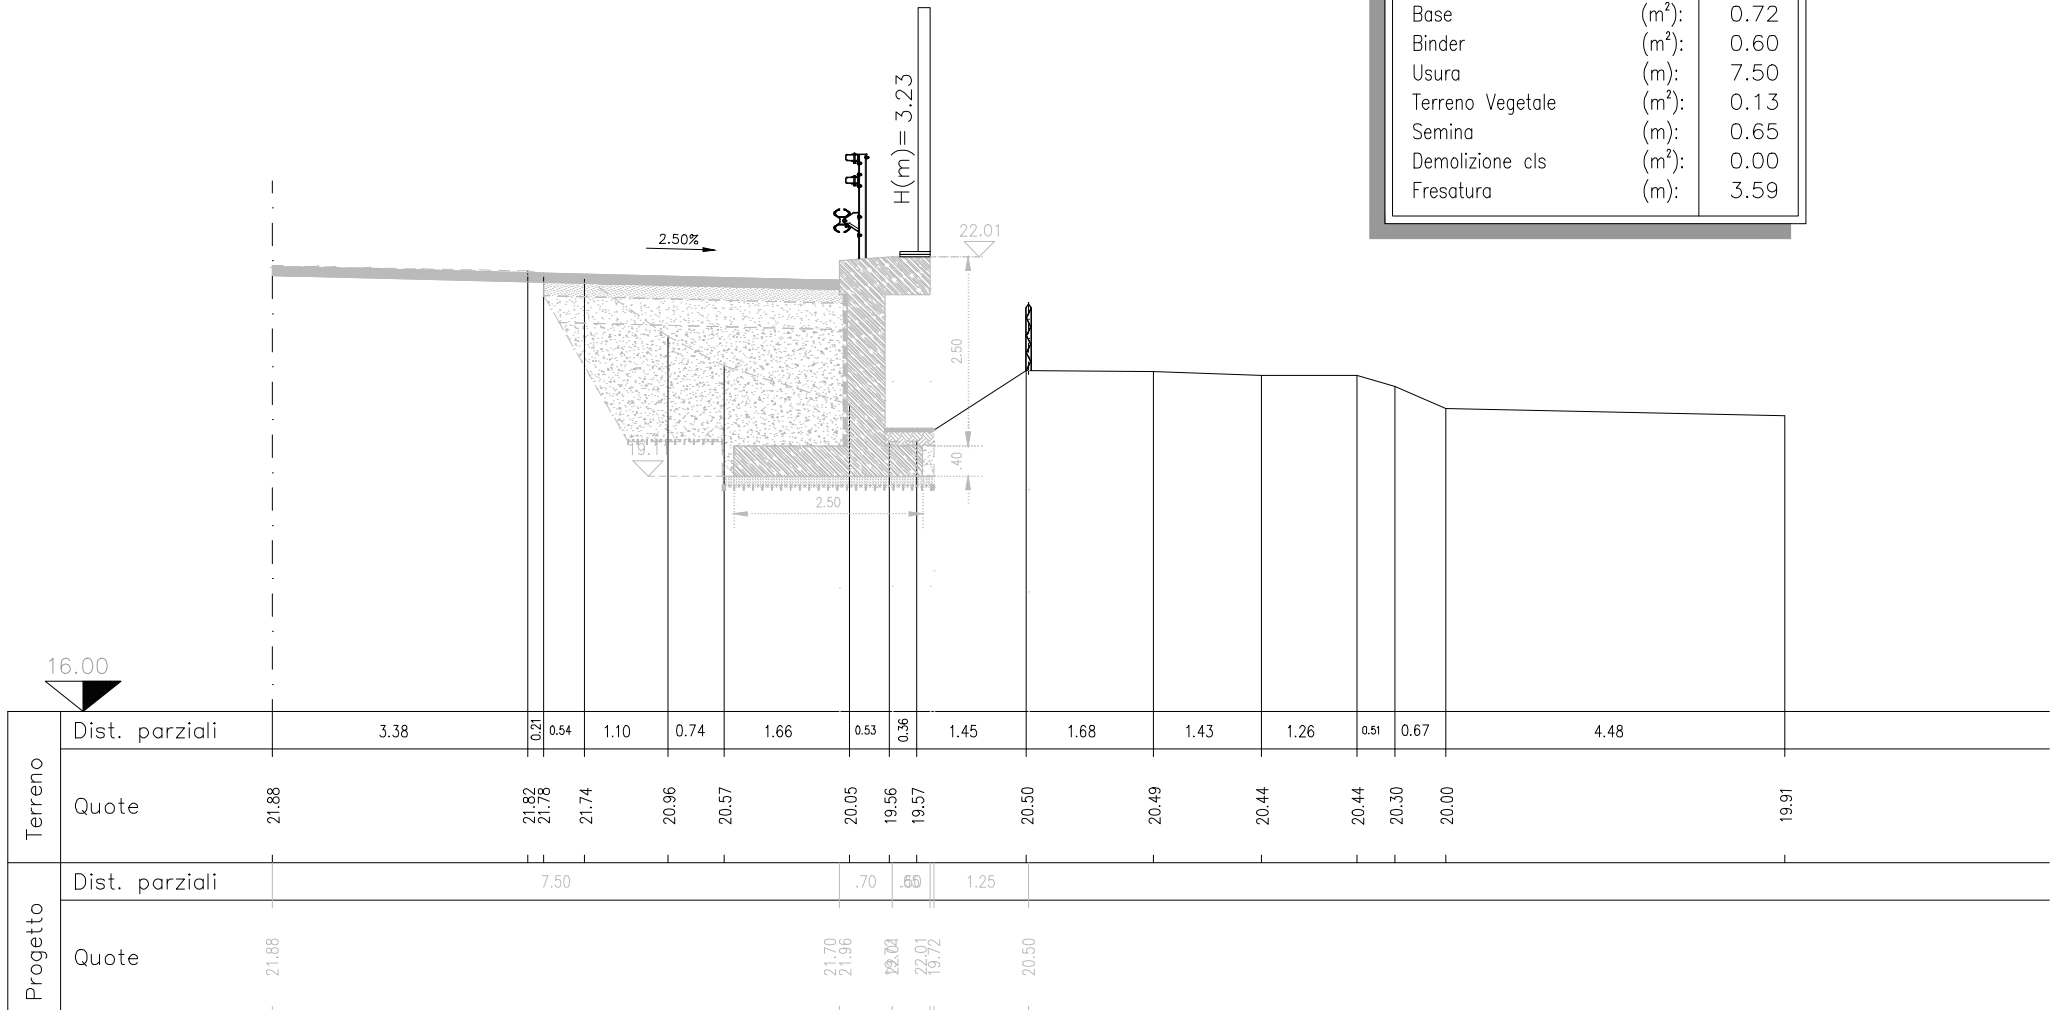 Base (m²): 0.72
Binder (m²): 0.60
Usura (m): 7.50
Terreno Vegetale (m²): 0.13
Semina (m): 0.65
Demolizione cls (m²): 0.00
Fresatura (m): 3.59
H(m)= 3.23
2.50%
22.01
2.50
19.1
.40
2.50
16.00
Terreno
Dist. parziali 3.38 0.21 0.54 1.10 0.74 1.66 0.53 0.36 1.45 1.68 1.43 1.26 0.51 0.67 4.48
Quote 21.88 21.82 21.78 21.74 20.96 20.57 20.05 19.56 19.57 20.50 20.49 20.44 20.44 20.30 20.00 19.91
Progetto
Dist. parziali 7.50 .70 1.25
Quote 21.88 21.70 21.96 22.01 19.72 20.50